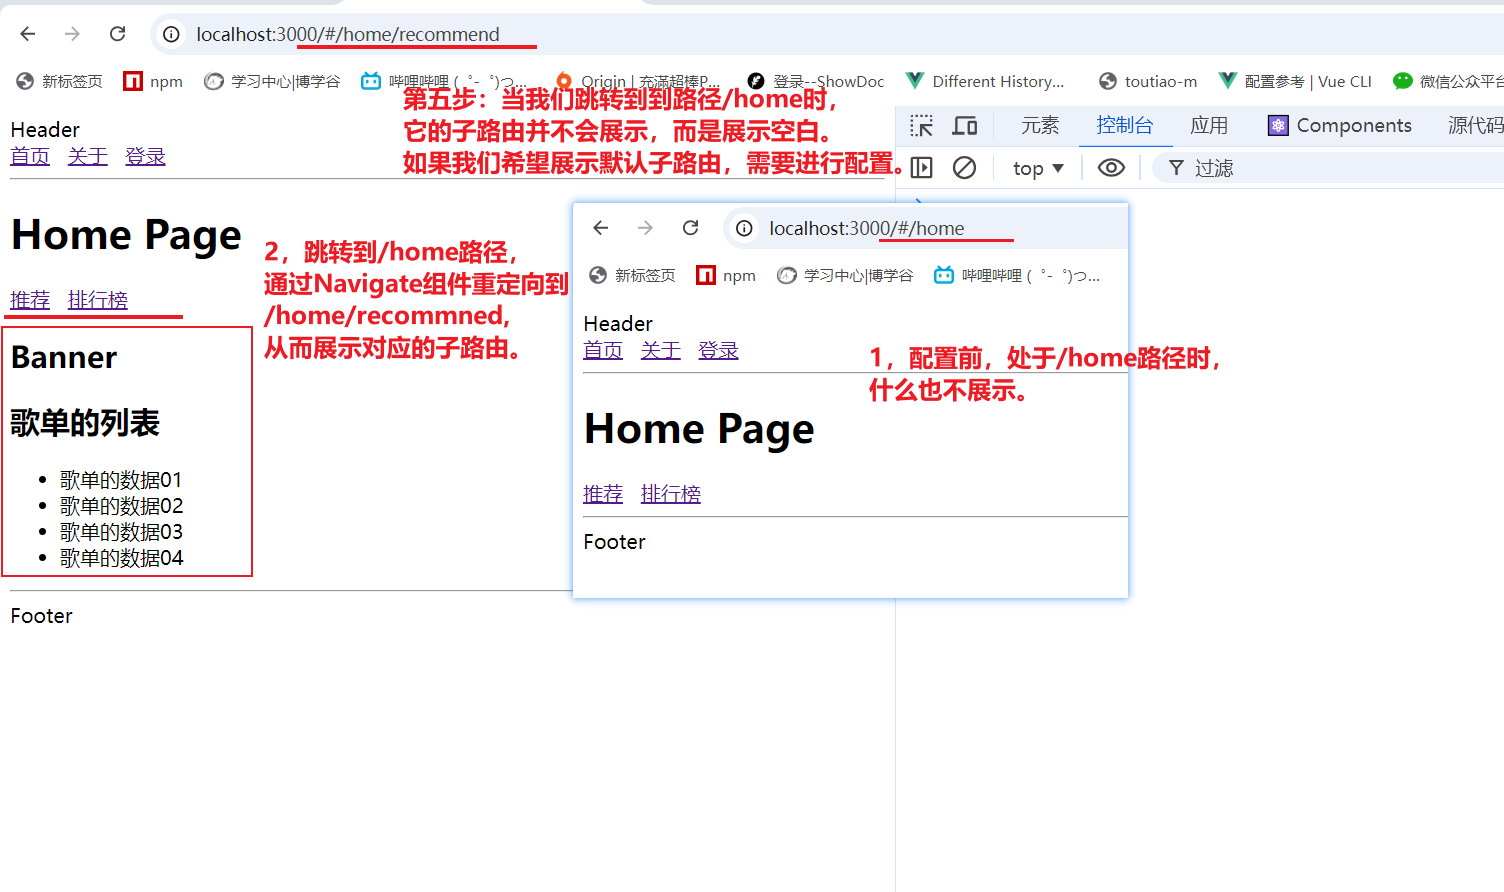 localhost:3000/#/home/recommend
新标签页 npm 学习中心|博学谷 哔哩哔哩 (゜-゜)つ... Origin | 充满超棒P... 登录--ShowDoc Different History... toutiao-m 配置参考 | Vue CLI 微信公众平台
第五步：当我们跳转到到路径/home时，
它的子路由并不会展示，而是展示空白。
如果我们希望展示默认子路由，需要进行配置。
元素 控制台 应用 Components 源代码
top 过滤
Header
首页 关于 登录
Home Page
推荐 排行榜
Banner
歌单的列表
歌单的数据01
歌单的数据02
歌单的数据03
歌单的数据04
Footer
2，跳转到/home路径，
通过Navigate组件重定向到
/home/recommned,
从而展示对应的子路由。
localhost:3000/#/home
新标签页 npm 学习中心|博学谷 哔哩哔哩 (゜-゜)つ...
Header
首页 关于 登录
1，配置前，处于/home路径时，
什么也不展示。
Home Page
推荐 排行榜
Footer